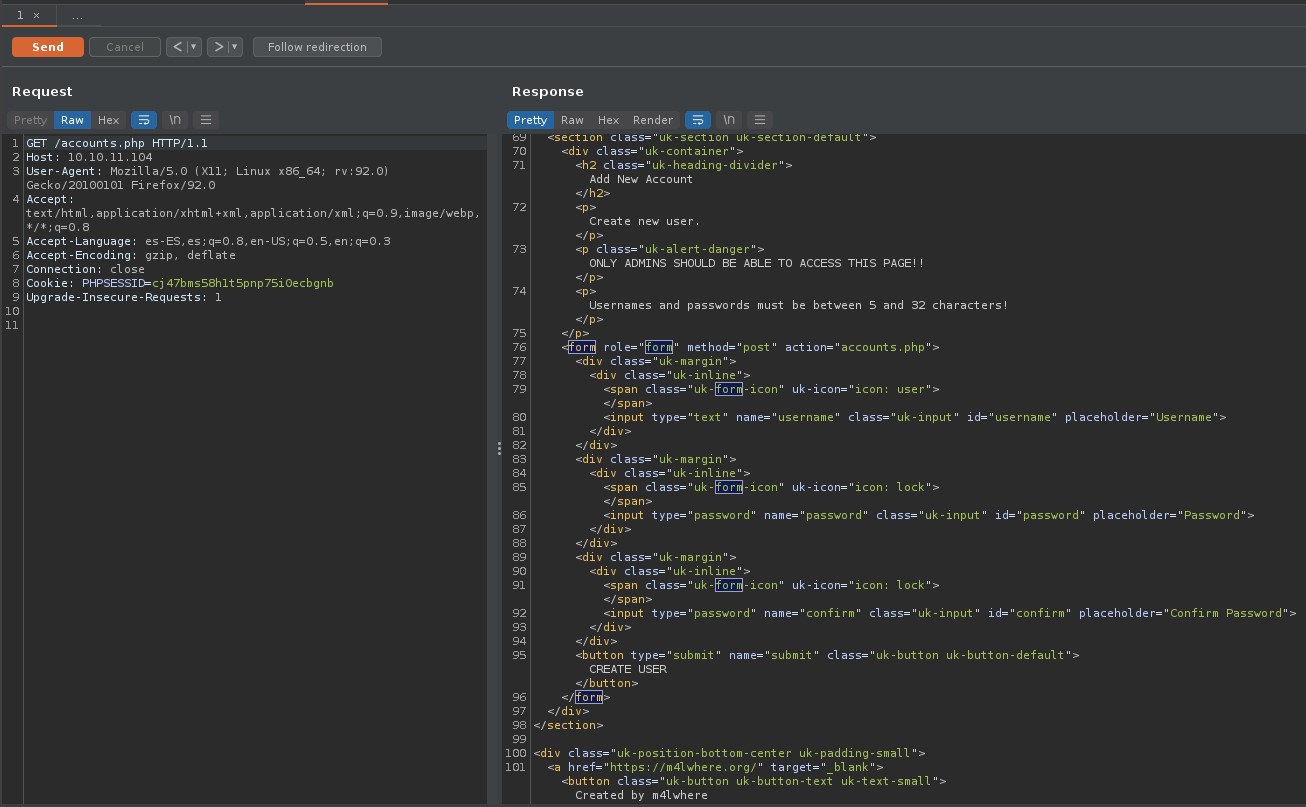 1 × ...
Send Cancel < ▾ > ▾ Follow redirection
Request
Pretty Raw Hex \n
1 GET /accounts.php HTTP/1.1
2 Host: 10.10.11.104
3 User-Agent: Mozilla/5.0 (X11; Linux x86_64; rv:92.0)
Gecko/20100101 Firefox/92.0
4 Accept:
text/html,application/xhtml+xml,application/xml;q=0.9,image/webp,
*/*;q=0.8
5 Accept-Language: es-ES,es;q=0.8,en-US;q=0.5,en;q=0.3
6 Accept-Encoding: gzip, deflate
7 Connection: close
8 Cookie: PHPSESSID=cj47bms58h1t5pnp75i0ecbgnb
9 Upgrade-Insecure-Requests: 1
10
11
Response
Pretty Raw Hex Render \n
69 <section class="uk-section uk-section-default">
70 <div class="uk-container">
71 <h2 class="uk-heading-divider">
Add New Account
</h2>
72 <p>
Create new user.
</p>
73 <p class="uk-alert-danger">
ONLY ADMINS SHOULD BE ABLE TO ACCESS THIS PAGE!!
</p>
74 <p>
Usernames and passwords must be between 5 and 32 characters!
</p>
75 </p>
76 <form role="form" method="post" action="accounts.php">
77 <div class="uk-margin">
78 <div class="uk-inline">
79 <span class="uk-form-icon" uk-icon="icon: user">
</span>
80 <input type="text" name="username" class="uk-input" id="username" placeholder="Username">
81 </div>
82 </div>
83 <div class="uk-margin">
84 <div class="uk-inline">
85 <span class="uk-form-icon" uk-icon="icon: lock">
</span>
86 <input type="password" name="password" class="uk-input" id="password" placeholder="Password">
87 </div>
88 </div>
89 <div class="uk-margin">
90 <div class="uk-inline">
91 <span class="uk-form-icon" uk-icon="icon: lock">
</span>
92 <input type="password" name="confirm" class="uk-input" id="confirm" placeholder="Confirm Password">
93 </div>
94 </div>
95 <button type="submit" name="submit" class="uk-button uk-button-default">
CREATE USER
</button>
96 </form>
97 </div>
98 </section>
99
100 <div class="uk-position-bottom-center uk-padding-small">
101 <a href="https://m4lwhere.org/" target="_blank">
<button class="uk-button uk-button-text uk-text-small">
Created by m4lwhere